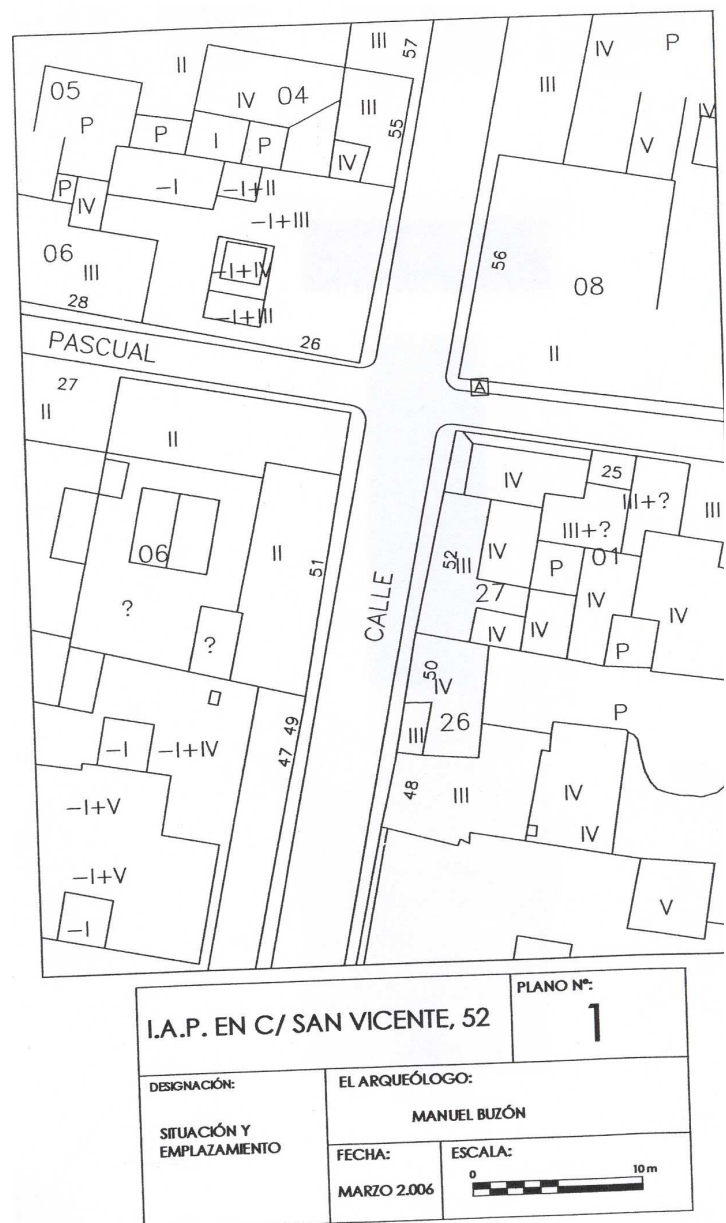 III
57
IV
P
II
05
IV
04
III
III
IV
P
55
V
P
I
P
IV
P
IV
-I
-I+II
-I+III
06
III
-I+IV
56
08
28
-I+III
26
II
PASCUAL
A
27
II
II
IV
25
III+?
III
III+?
06
II
51
52
III
IV
P
01
CALLE
27
IV
IV
?
?
IV
IV
P
50
IV
P
26
-I
-I+IV
49
47
III
48
III
IV
-I+V
IV
-I+V
V
-I
I.A.P. EN C/ SAN VICENTE, 52
PLANO Nº:
1
DESIGNACIÓN:
SITUACIÓN Y
EMPLAZAMIENTO
EL ARQUEÓLOGO:
MANUEL BUZÓN
FECHA:
MARZO 2.006
ESCALA:
0
10 m